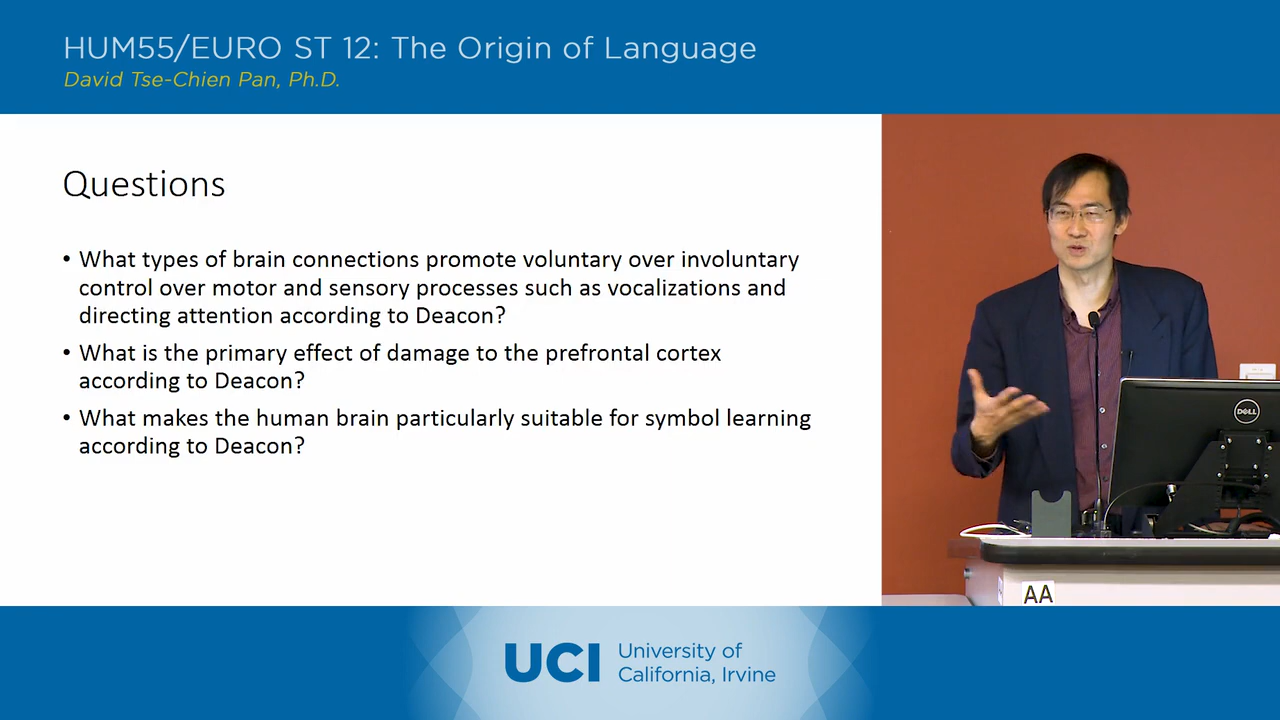 HUM55/EURO ST 12: The Origin of Language
David Tse-Chien Pan, Ph.D.
Questions
• What types of brain connections promote voluntary over involuntary
control over motor and sensory processes such as vocalizations and
directing attention according to Deacon?
• What is the primary effect of damage to the prefrontal cortex
according to Deacon?
• What makes the human brain particularly suitable for symbol learning
according to Deacon?
DELL
AA
UCI
University of
California, Irvine